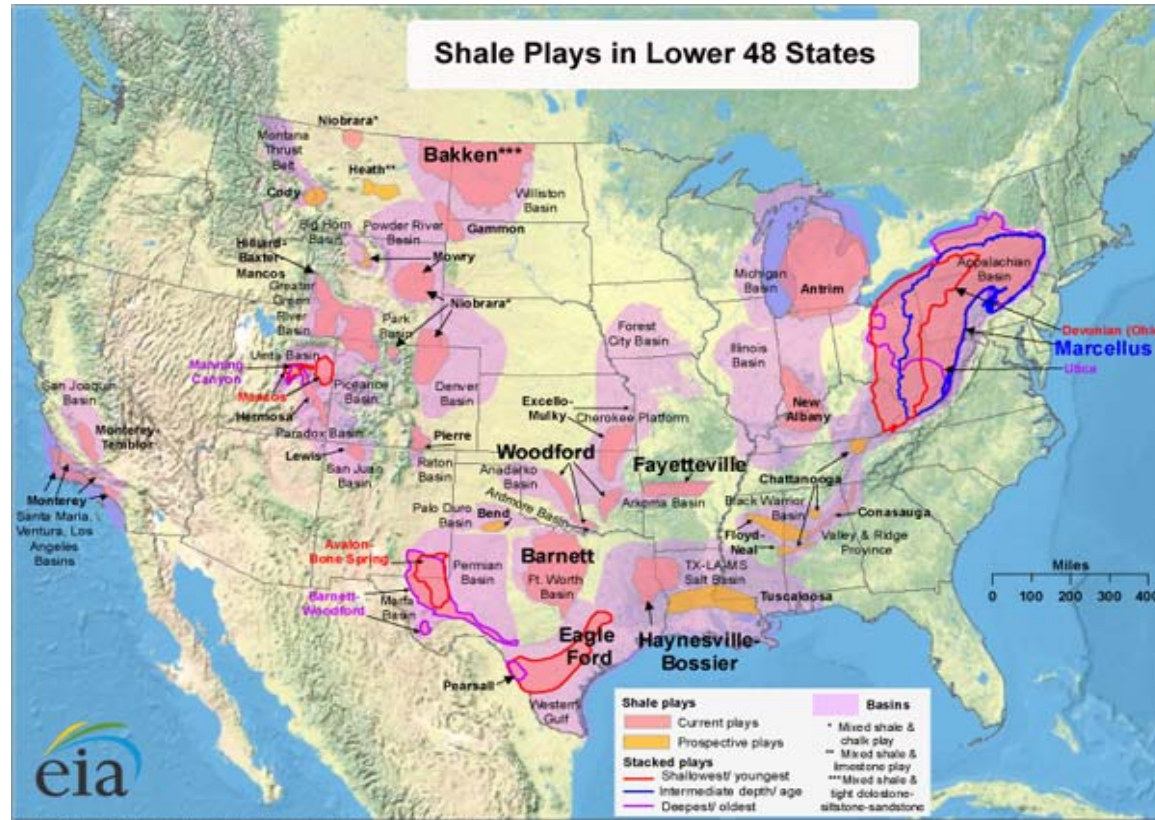 Shale Plays in Lower 48 States
Niobrara*
Montana
Thrust
Belt
Bakken***
Heath**
Cody
Williston
Basin
Big Horn
Basin
Powder River
Basin
Gammon
Hilliard-
Baxter
Mancos
Mowry
Greater
Green
River
Basin
Niobrara*
Park
Basin
Michigan
Basin
Antrim
Appalachian
Basin
Devonian (Ohio
Marcellus
Utica
Forest
City Basin
Illinois
Basin
Uinta Basin
Manning
Canyon
Mancos
Piceance
Basin
Denver
Basin
San Joaquin
Basin
Hermosa
Excello-
Mulky
Cherokee Platform
New
Albany
Monterey-
Temblor
Paradox Basin
Pierre
Lewis
San Juan
Basin
Raton
Basin
Woodford
Anadarko
Basin
Fayetteville
Chattanooga
Monterey
Santa Maria,
Ventura, Los
Angeles
Basins
Palo Duro
Basin
Bend
Ardmore Basin
Arkoma Basin
Black Warrior
Basin
Conasauga
Floyd-
Neal
Valley & Ridge
Province
Avalon-
Bone Spring
Permian
Basin
Barnett
Ft. Worth
Basin
TX-LA-MS
Salt Basin
Tuscaloosa
Miles
0 100 200 300 400
Barnett-
Woodford
Marfa
Basin
Eagle
Ford
Haynesville-
Bossier
Pearsall
Western
Gulf
Shale plays
Current plays
Prospective plays
Stacked plays
Shallowest/ youngest
Intermediate depth/ age
Deepest/ oldest
Basins
* Mixed shale &
chalk play
** Mixed shale &
limestone play
***Mixed shale &
tight dolostone-
siltstone-sandstone
eia